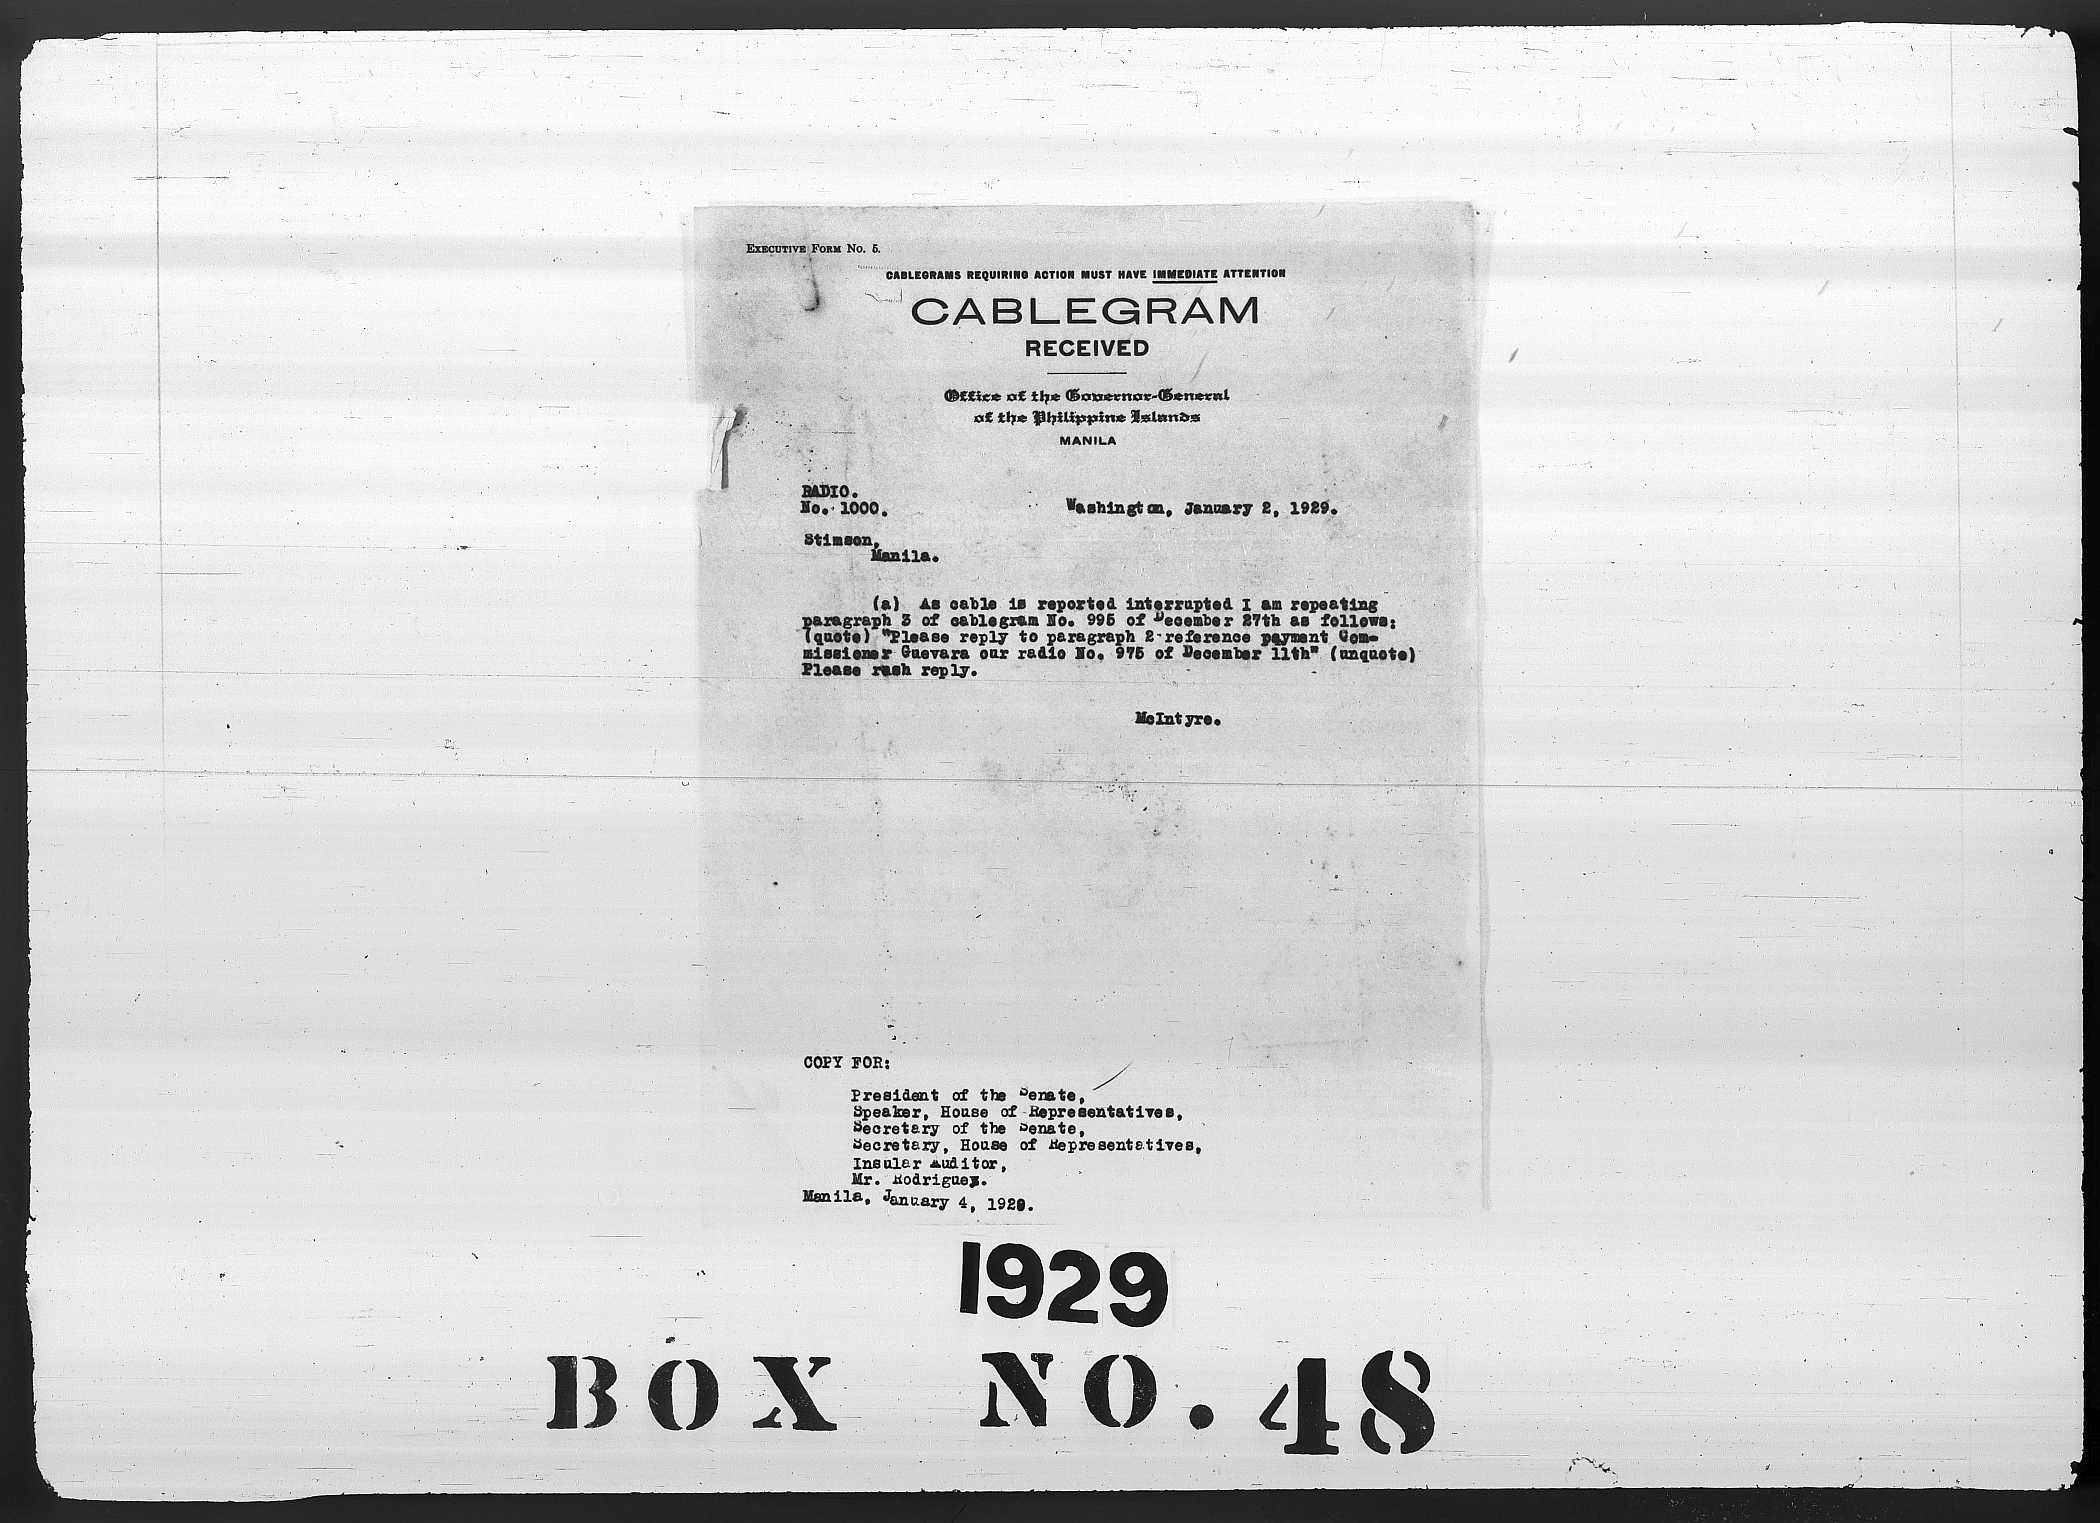 EXECUTIVE FORM NO. 5.
CABLEGRAMS REQUIRING ACTION MUST HAVE IMMEDIATE ATTENTION
CABLEGRAM
RECEIVED
Office of the Governor-General
of the Philippine Islands
MANILA
RADIO.
No. 1000. Washington, January 2, 1929.
Stimson,
Manila.
(a) As cable is reported interrupted I am repeating
paragraph 3 of cablegram No. 995 of December 27th as follows:
(quote) "Please reply to paragraph 2 reference payment Com-
missioner Guevara our radio No. 975 of December 11th" (unquote)
Please rush reply.
McIntyre.
COPY FOR:
President of the Senate,
Speaker, House of Representatives,
Secretary of the Senate,
Secretary, House of Representatives,
Insular Auditor,
Mr. Rodriguez.
Manila, January 4, 1929.
1929
BOX NO. 48